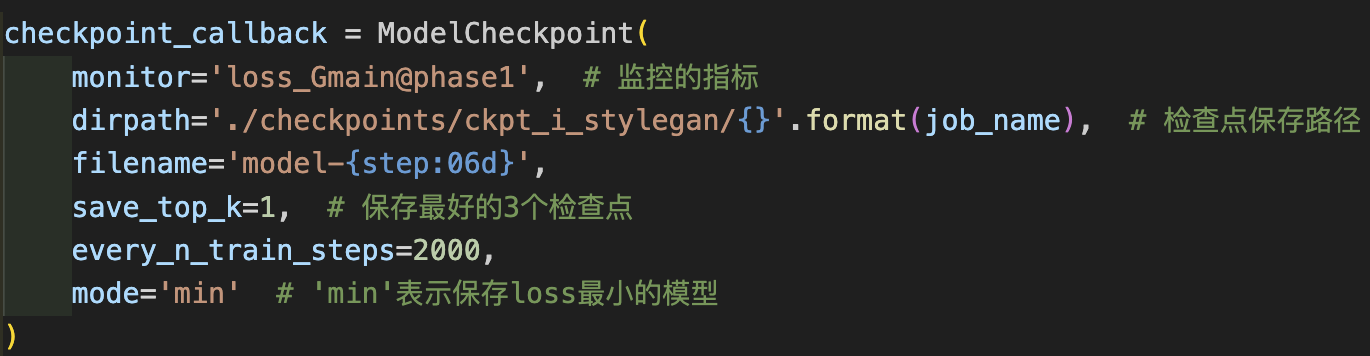 checkpoint_callback = ModelCheckpoint(
    monitor='loss_Gmain@phase1',  # 监控的指标
    dirpath='./checkpoints/ckpt_i_stylegan/{}'.format(job_name),  # 检查点保存路径
    filename='model-{step:06d}',
    save_top_k=1,  # 保存最好的3个检查点
    every_n_train_steps=2000,
    mode='min'  # 'min'表示保存loss最小的模型
)